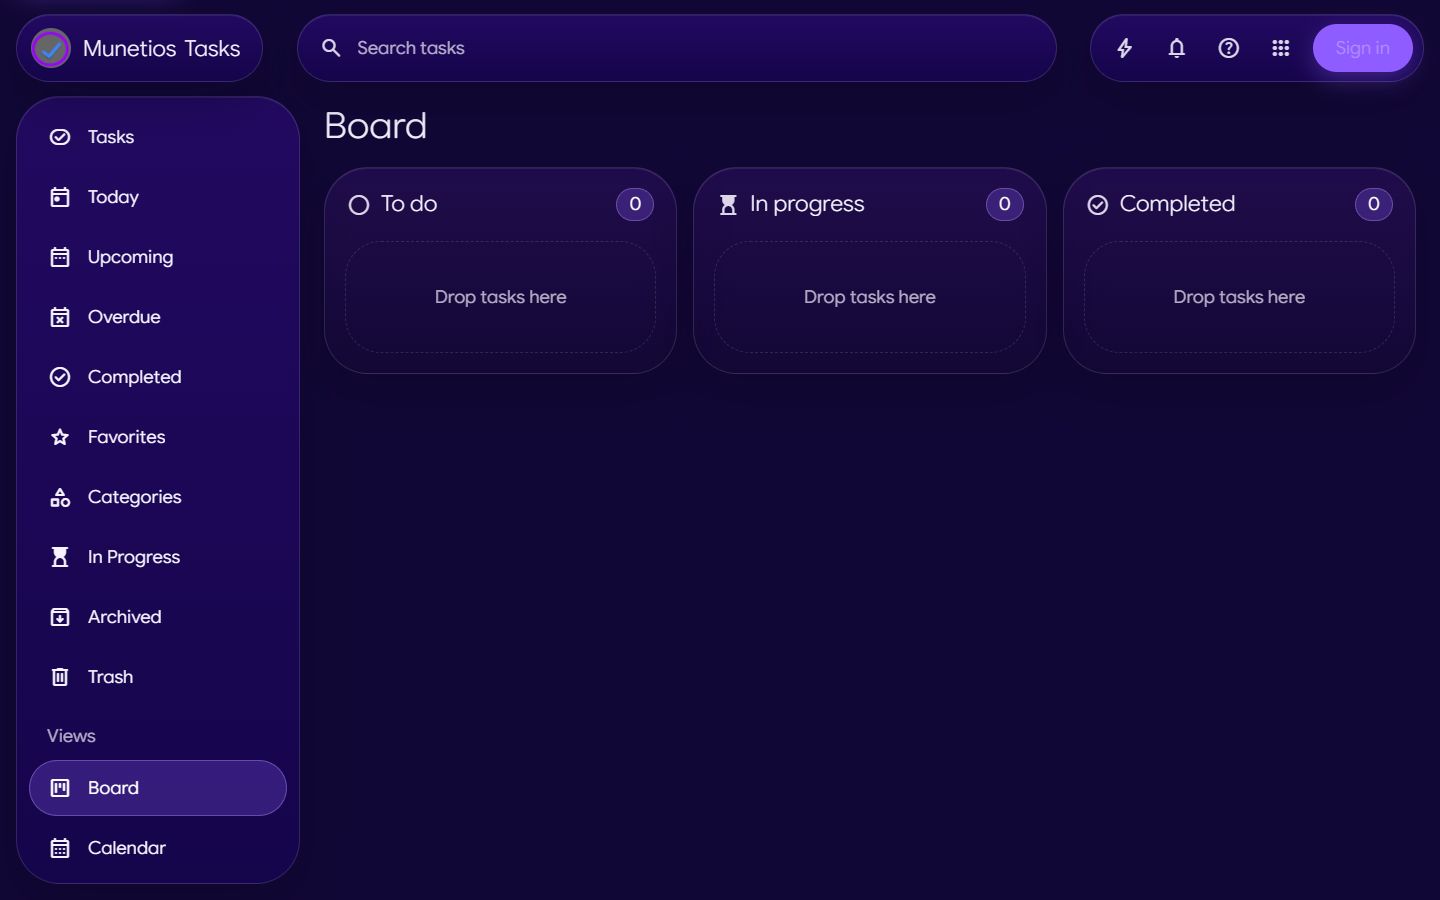 Munetios Tasks
Search tasks
Sign in
Tasks
Today
Upcoming
Overdue
Completed
Favorites
Categories
In Progress
Archived
Trash
Views
Board
Calendar
Board
To do 0
Drop tasks here
In progress 0
Drop tasks here
Completed 0
Drop tasks here